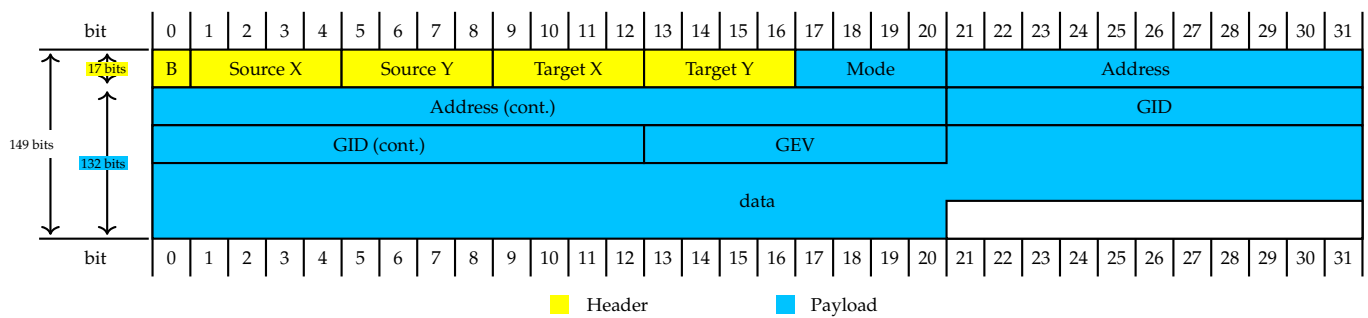 bit 0 1 2 3 4 5 6 7 8 9 10 11 12 13 14 15 16 17 18 19 20 21 22 23 24 25 26 27 28 29 30 31
17 bits B Source X Source Y Target X Target Y Mode Address
Address (cont.) GID
149 bits GID (cont.) GEV
132 bits
data
bit 0 1 2 3 4 5 6 7 8 9 10 11 12 13 14 15 16 17 18 19 20 21 22 23 24 25 26 27 28 29 30 31
Header Payload